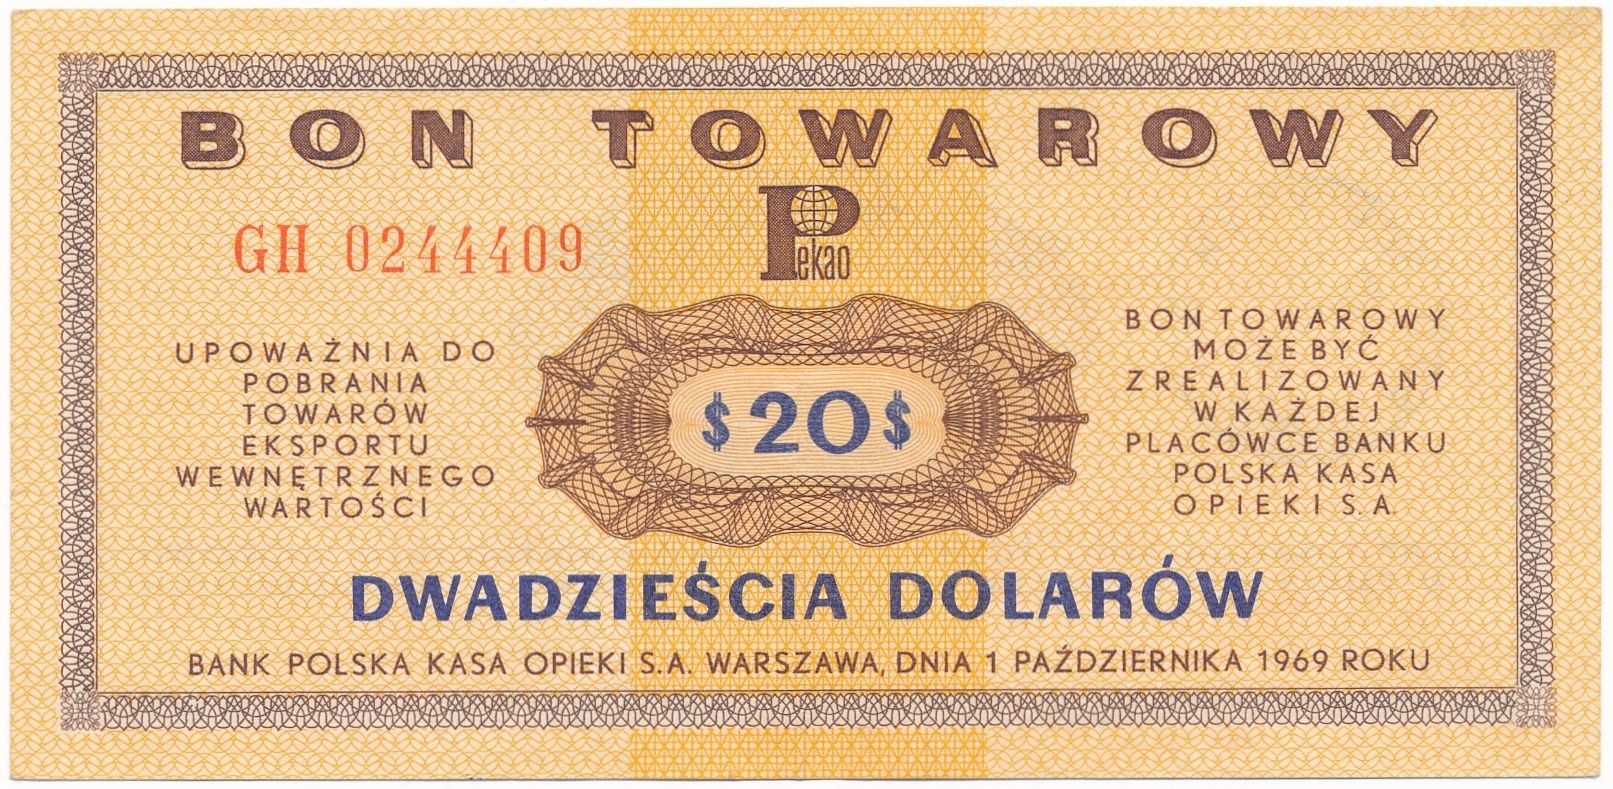 BON TOWAROWY
Pekao
GH 0244409
UPOWAŻNIA DO
POBRANIA
TOWARÓW
EKSPORTU
WEWNĘTRZNEGO
WARTOŚCI
$20$
BON TOWAROWY
MOŻE BYĆ
ZREALIZOWANY
W KAŻDEJ
PLACÓWCE BANKU
POLSKA KASA
OPIEKI S.A
DWADZIEŚCIA DOLARÓW
BANK POLSKA KASA OPIEKI S.A. WARSZAWA, DNIA 1 PAŹDZIERNIKA 1969 ROKU